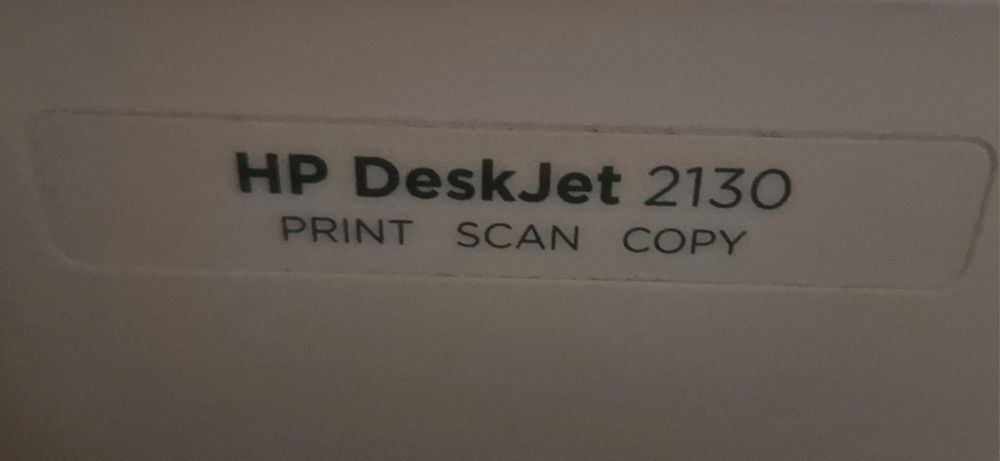 HP DeskJet 2130
PRINT SCAN COPY